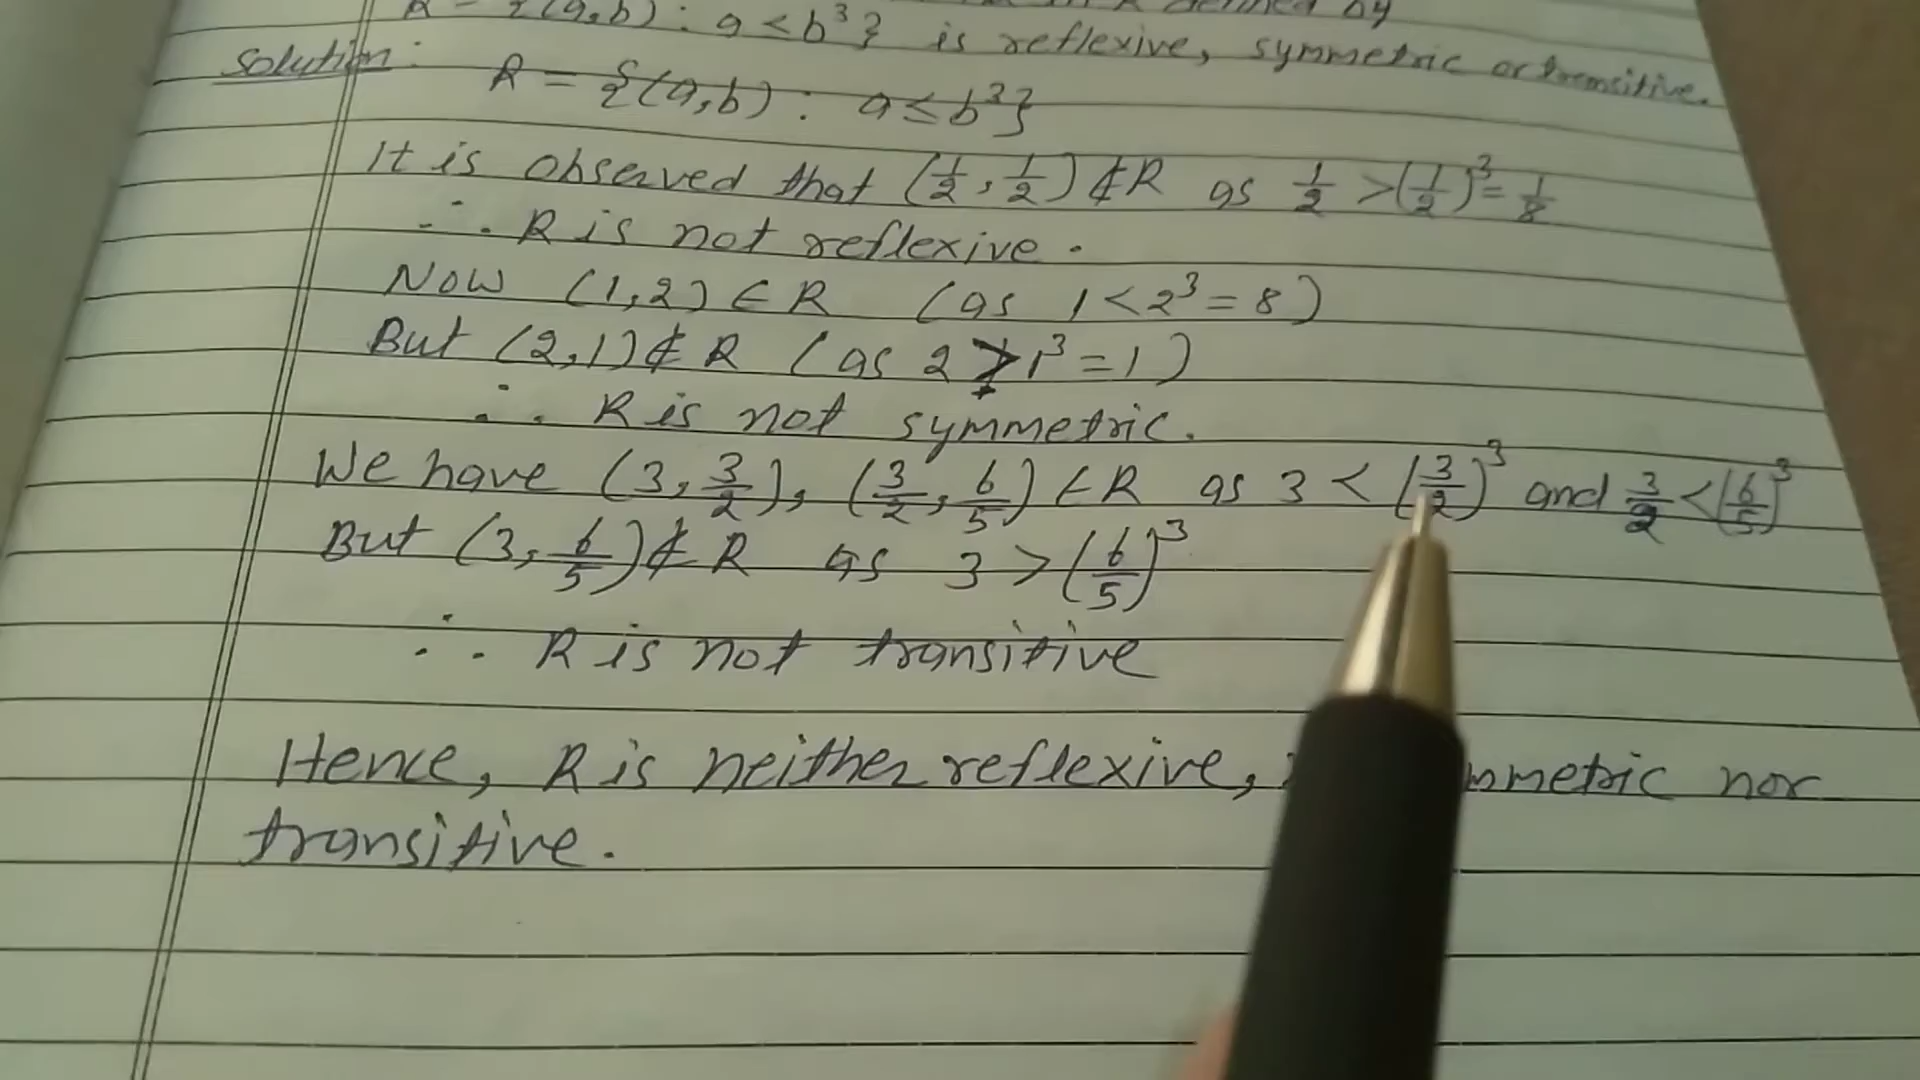 defined by
R = {(a,b) : a ≤ b³} is reflexive, symmetric or transitive.
Solution: R = {(a,b) : a ≤ b³}
It is observed that (1/2, 1/2) ∉ R as 1/2 > (1/2)³ = 1/8
∴ R is not reflexive.
Now (1,2) ∈ R (as 1 < 2³ = 8)
But (2,1) ∉ R (as 2 > 1³ = 1)
∴ R is not symmetric.
We have (3, 3/2), (3/2, 6/5) ∈ R as 3 < (3/2)³ and 3/2 < (6/5)³
But (3, 6/5) ∉ R as 3 > (6/5)³
∴ R is not transitive
Hence, R is neither reflexive, mmetric nor
transitive.